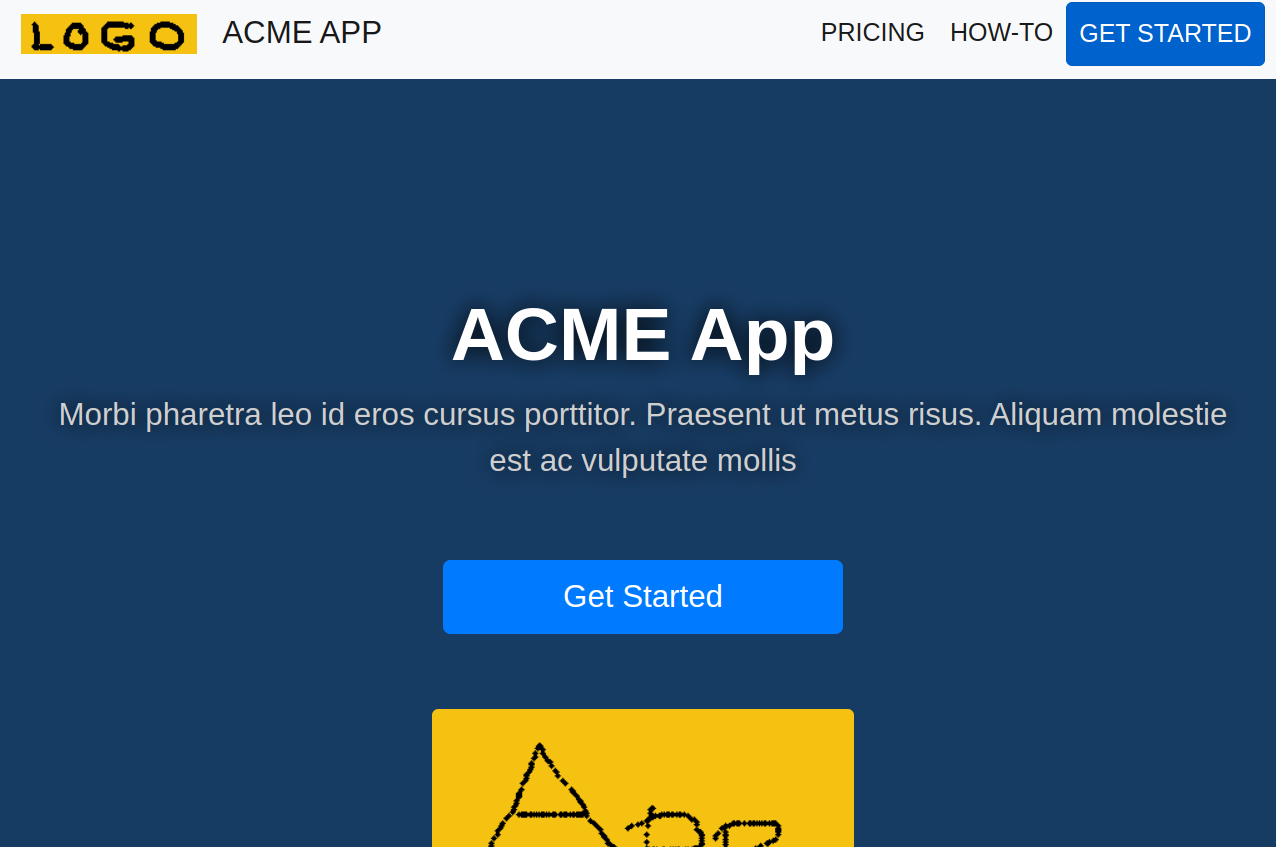 LOGO ACME APP PRICING HOW-TO GET STARTED
ACME App
Morbi pharetra leo id eros cursus porttitor. Praesent ut metus risus. Aliquam molestie
est ac vulputate mollis
Get Started